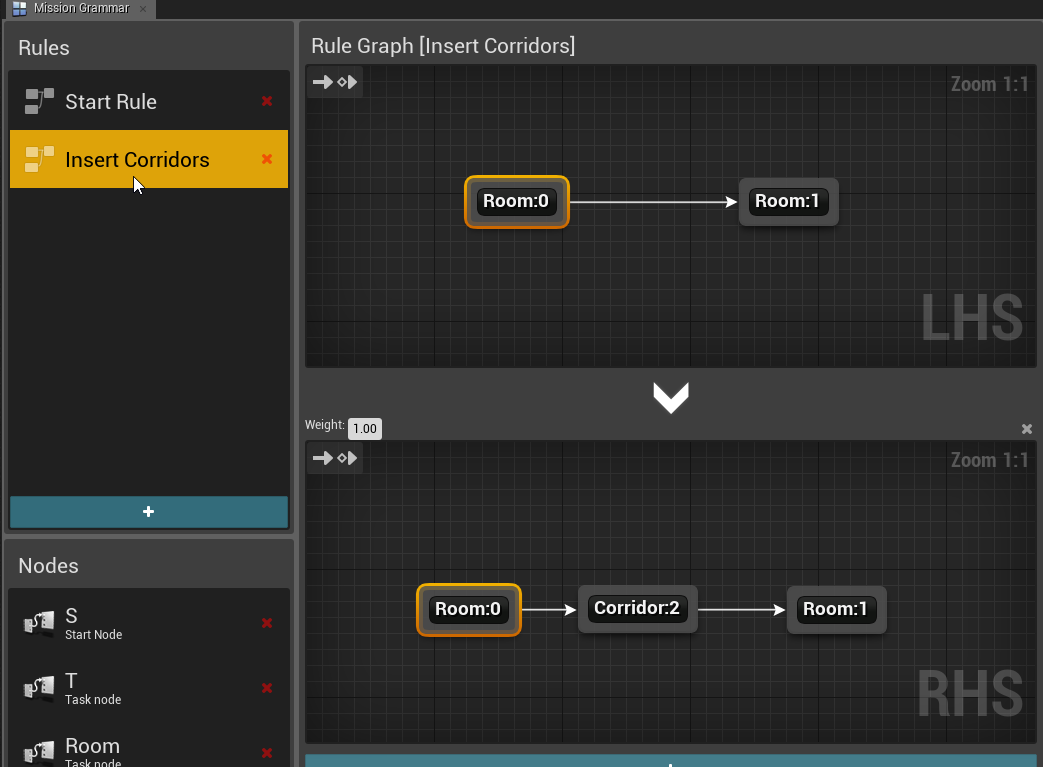 Mission Grammar
Rules
Start Rule
Insert Corridors
Nodes
S
Start Node
T
Task node
Room
Task node
Rule Graph [Insert Corridors]
Zoom 1:1
Room:0
Room:1
LHS
Weight: 1.00
Zoom 1:1
Room:0
Corridor:2
Room:1
RHS